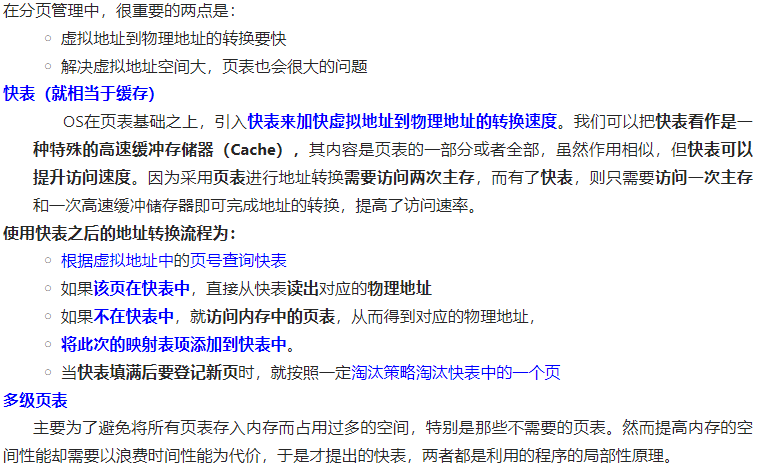 在分页管理中，很重要的两点是：
虚拟地址到物理地址的转换要快
解决虚拟地址空间大，页表也会很大的问题
快表（就相当于缓存）
OS在页表基础之上，引入快表来加快虚拟地址到物理地址的转换速度。我们可以把快表看作是一
种特殊的高速缓冲存储器（Cache），其内容是页表的一部分或者全部，虽然作用相似，但快表可以
提升访问速度。因为采用页表进行地址转换需要访问两次主存，而有了快表，则只需要访问一次主存
和一次高速缓冲储存器即可完成地址的转换，提高了访问速率。
使用快表之后的地址转换流程为：
根据虚拟地址中的页号查询快表
如果该页在快表中，直接从快表读出对应的物理地址
如果不在快表中，就访问内存中的页表，从而得到对应的物理地址，
将此次的映射表项添加到快表中。
当快表填满后要登记新页时，就按照一定淘汰策略淘汰快表中的一个页
多级页表
主要为了避免将所有页表存入内存而占用过多的空间，特别是那些不需要的页表。然而提高内存的空
间性能却需要以浪费时间性能为代价，于是才提出的快表，两者都是利用的程序的局部性原理。